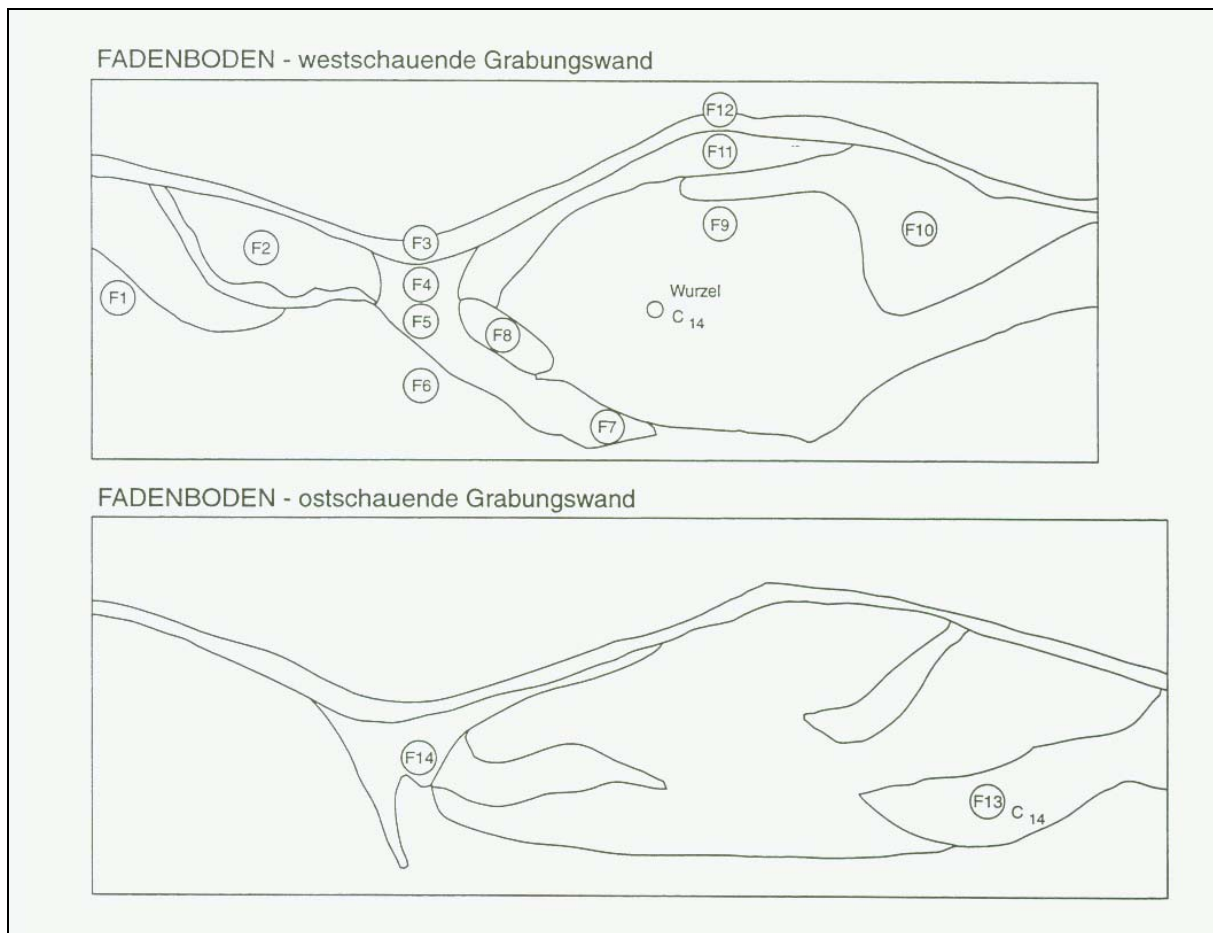 FADENBODEN - westschauende Grabungswand
F12
F11
F3
F2
F9
F10
F4
F1
Wurzel
C 14
F5
F8
F6
F7
FADENBODEN - ostschauende Grabungswand
F14
F13 C 14